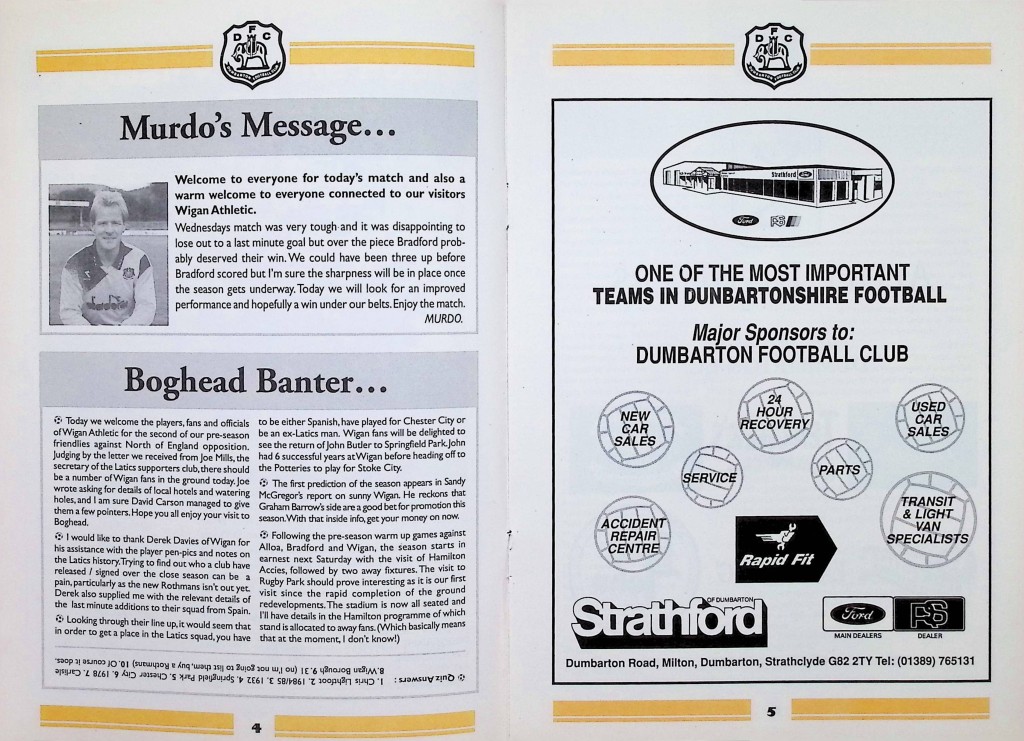 D F C
DUMBARTON FOOTBALL CLUB
Murdo's Message...
Welcome to everyone for today's match and also a
warm welcome to everyone connected to our visitors
Wigan Athletic.
Wednesdays match was very tough and it was disappointing to
lose out to a last minute goal but over the piece Bradford prob-
ably deserved their win. We could have been three up before
Bradford scored but I'm sure the sharpness will be in place once
the season gets underway. Today we will look for an improved
performance and hopefully a win under our belts. Enjoy the match.
MURDO.
Boghead Banter...
Today we welcome the players, fans and officials
of Wigan Athletic for the second of our pre-season
friendlies against North of England opposition.
Judging by the letter we received from Joe Mills, the
secretary of the Latics supporters club, there should
be a number of Wigan fans in the ground today. Joe
wrote asking for details of local hotels and watering
holes, and I am sure David Carson managed to give
them a few pointers. Hope you all enjoy your visit to
Boghead.
I would like to thank Derek Davies of Wigan for
his assistance with the player pen-pics and notes on
the Latics history. Trying to find out who a club have
released / signed over the close season can be a
pain, particularly as the new Rothmans isn't out yet.
Derek also supplied me with the relevant details of
the last minute additions to their squad from Spain.
Looking through their line up, it would seem that
in order to get a place in the Latics squad, you have
to be either Spanish, have played for Chester City or
be an ex-Latics man. Wigan fans will be delighted to
see the return of John Butler to Springfield Park. John
had 6 successful years at Wigan before heading off to
the Potteries to play for Stoke City.
The first prediction of the season appears in Sandy
McGregor's report on sunny Wigan. He reckons that
Graham Barrow's side are a good bet for promotion this
season. With that inside info, get your money on now.
Following the pre-season warm up games against
Alloa, Bradford and Wigan, the season starts in
earnest next Saturday with the visit of Hamilton
Accies, followed by two away fixtures. The visit to
Rugby Park should prove interesting as it is our first
visit since the rapid completion of the ground
redevelopments. The stadium is now all seated and
I'll have details in the Hamilton programme of which
stand is allocated to away fans. (Which basically means
that at the moment, I don't know!)
Quiz Answers : 1. Chris Lightfoot 2. 1984/85 3. 1932 4. Springfield Park 5. Chester City 6. 1978 7. Carlisle
8. Wigan Borough 9. 31 (no I'm not going to list them, buy a Rothmans) 10. Of course it does.
4
D F C
DUMBARTON FOOTBALL CLUB
Strathford Ford
Ford RS
ONE OF THE MOST IMPORTANT
TEAMS IN DUNBARTONSHIRE FOOTBALL
Major Sponsors to:
DUMBARTON FOOTBALL CLUB
NEW
CAR
SALES
24
HOUR
RECOVERY
USED
CAR
SALES
SERVICE
PARTS
ACCIDENT
REPAIR
CENTRE
Rapid Fit
TRANSIT
& LIGHT
VAN
SPECIALISTS
Strathford
OF DUMBARTON
Ford
MAIN DEALERS
RS
DEALER
Dumbarton Road, Milton, Dumbarton, Strathclyde G82 2TY Tel: (01389) 765131
5